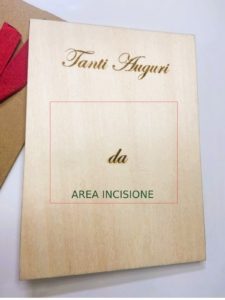 Tanti Auguri
da
AREA INCISIONE